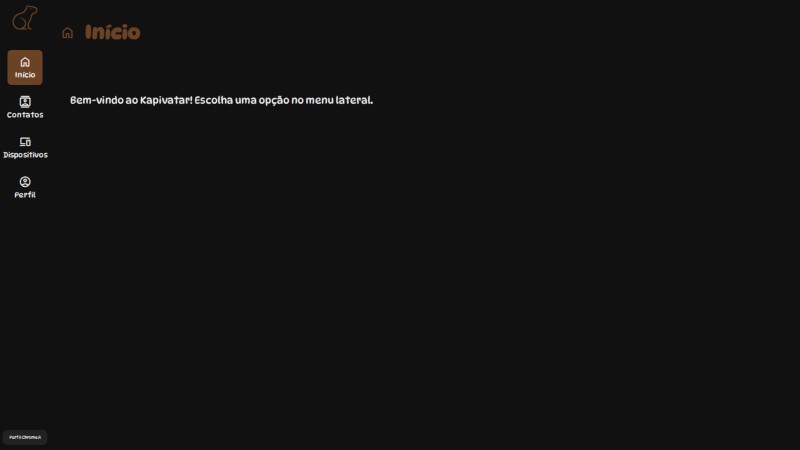 Início
Início
Bem-vindo ao Kapivatar! Escolha uma opção no menu lateral.
Contatos
Dispositivos
Perfil